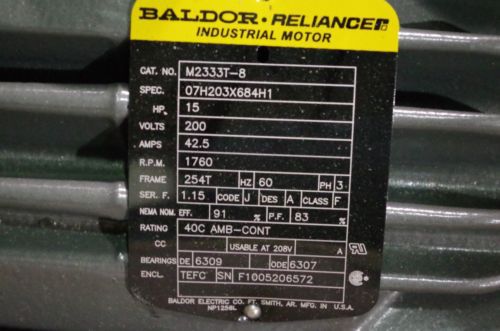 BALDOR • RELIANCE
INDUSTRIAL MOTOR
CAT. NO. M2333T-8
SPEC. 07H203X684H1
HP 15
VOLTS 200
AMPS 42.5
R.P.M. 1760
FRAME 254T HZ 60 PH 3
SER. F. 1.15 CODE J DES A CLASS F
NEMA NOM. EFF. 91 % P.F. 83 %
RATING 40C AMB-CONT
CC USABLE AT 208V A
BEARINGS DE 6309 ODE 6307
ENCL. TEFC SN F1005206572
BALDOR ELECTRIC CO. FT. SMITH, AR. MFG. IN U.S.A.
NP1256L